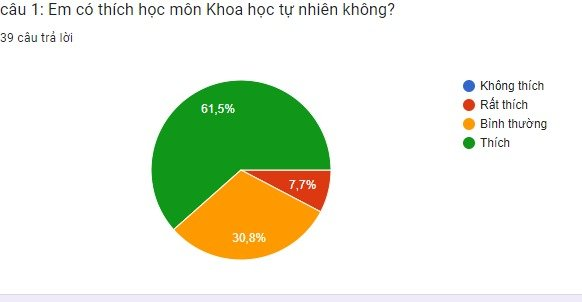 câu 1: Em có thích học môn Khoa học tự nhiên không?
39 câu trả lời
61,5%
Không thích
Rất thích
Bình thường
Thích
7,7%
30,8%